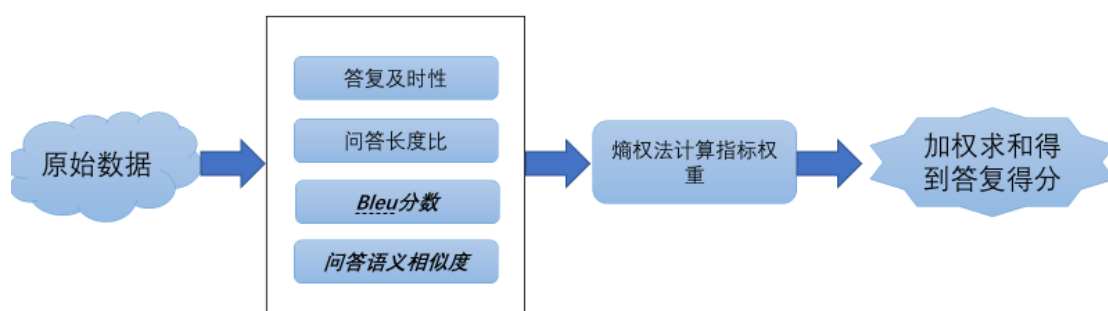 原始数据
答复及时性
问答长度比
Bleu分数
问答语义相似度
熵权法计算指标权
重
加权求和得
到答复得分